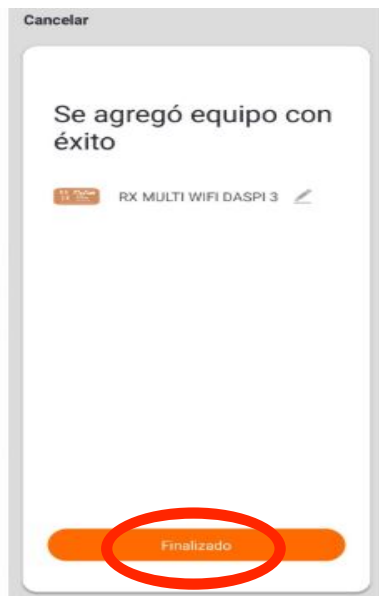 Cancelar
Se agregó equipo con
éxito
RX MULTI WIFI DASPI 3
Finalizado